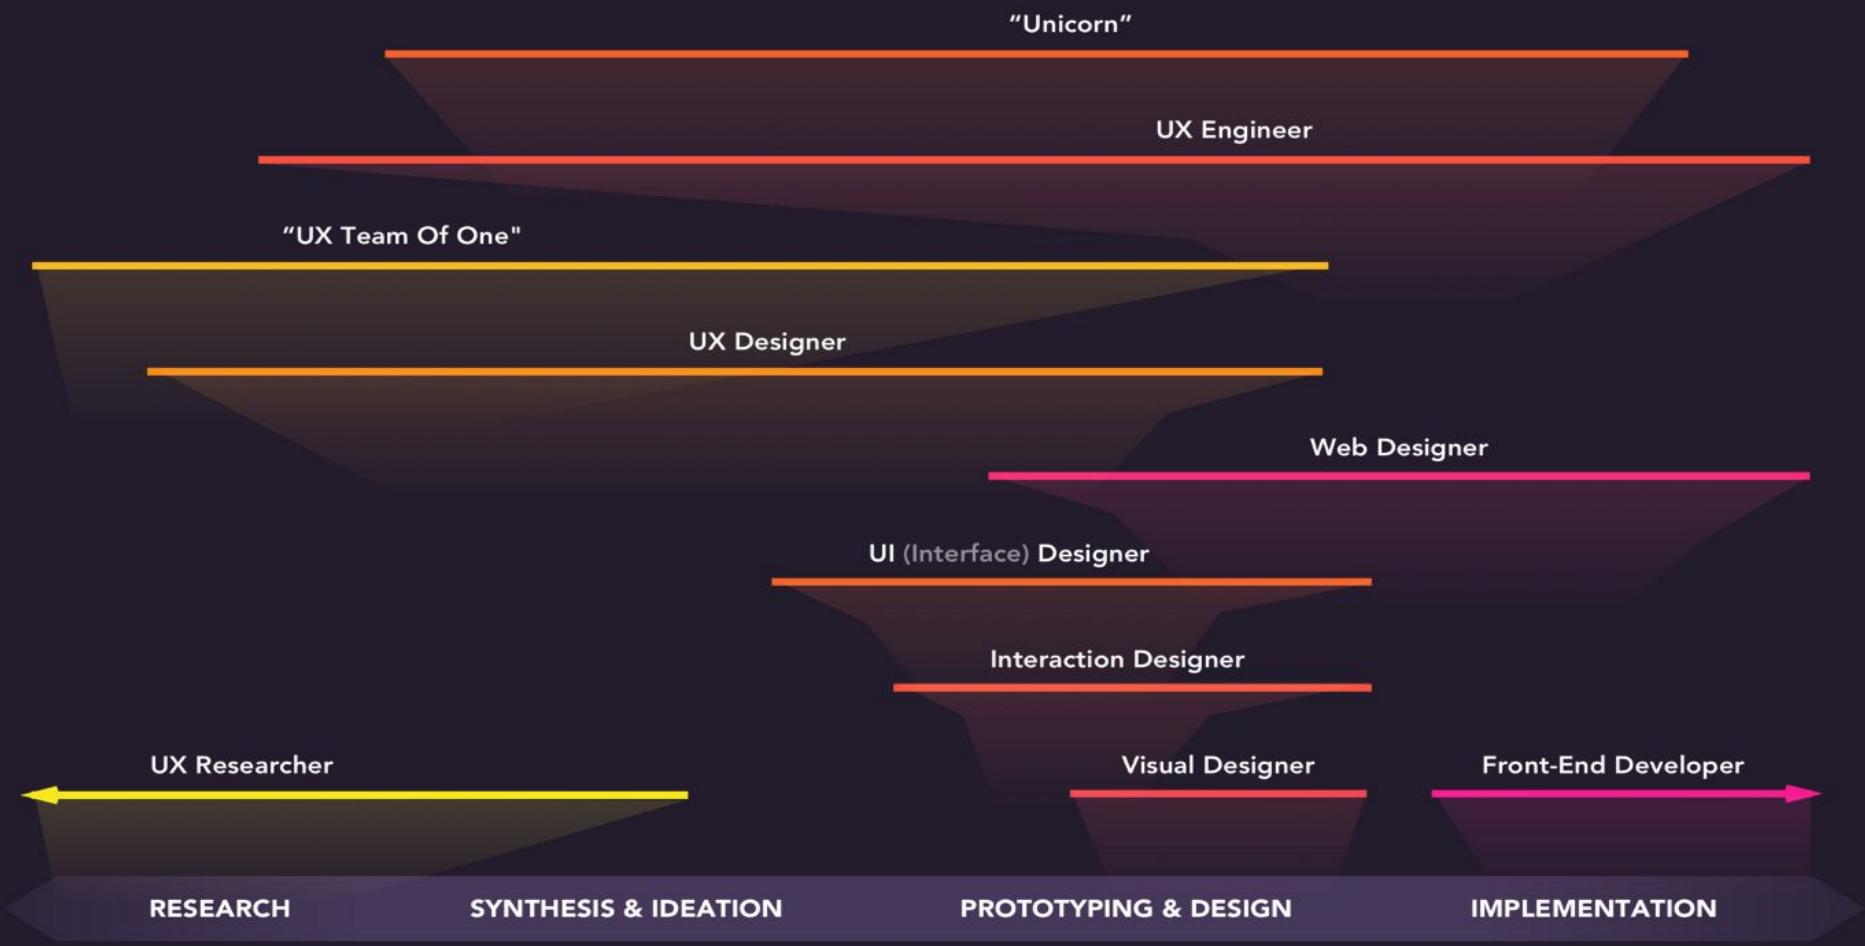 “Unicorn”
UX Engineer
“UX Team Of One"
UX Designer
Web Designer
UI (Interface) Designer
Interaction Designer
UX Researcher
Visual Designer
Front-End Developer
RESEARCH
SYNTHESIS & IDEATION
PROTOTYPING & DESIGN
IMPLEMENTATION